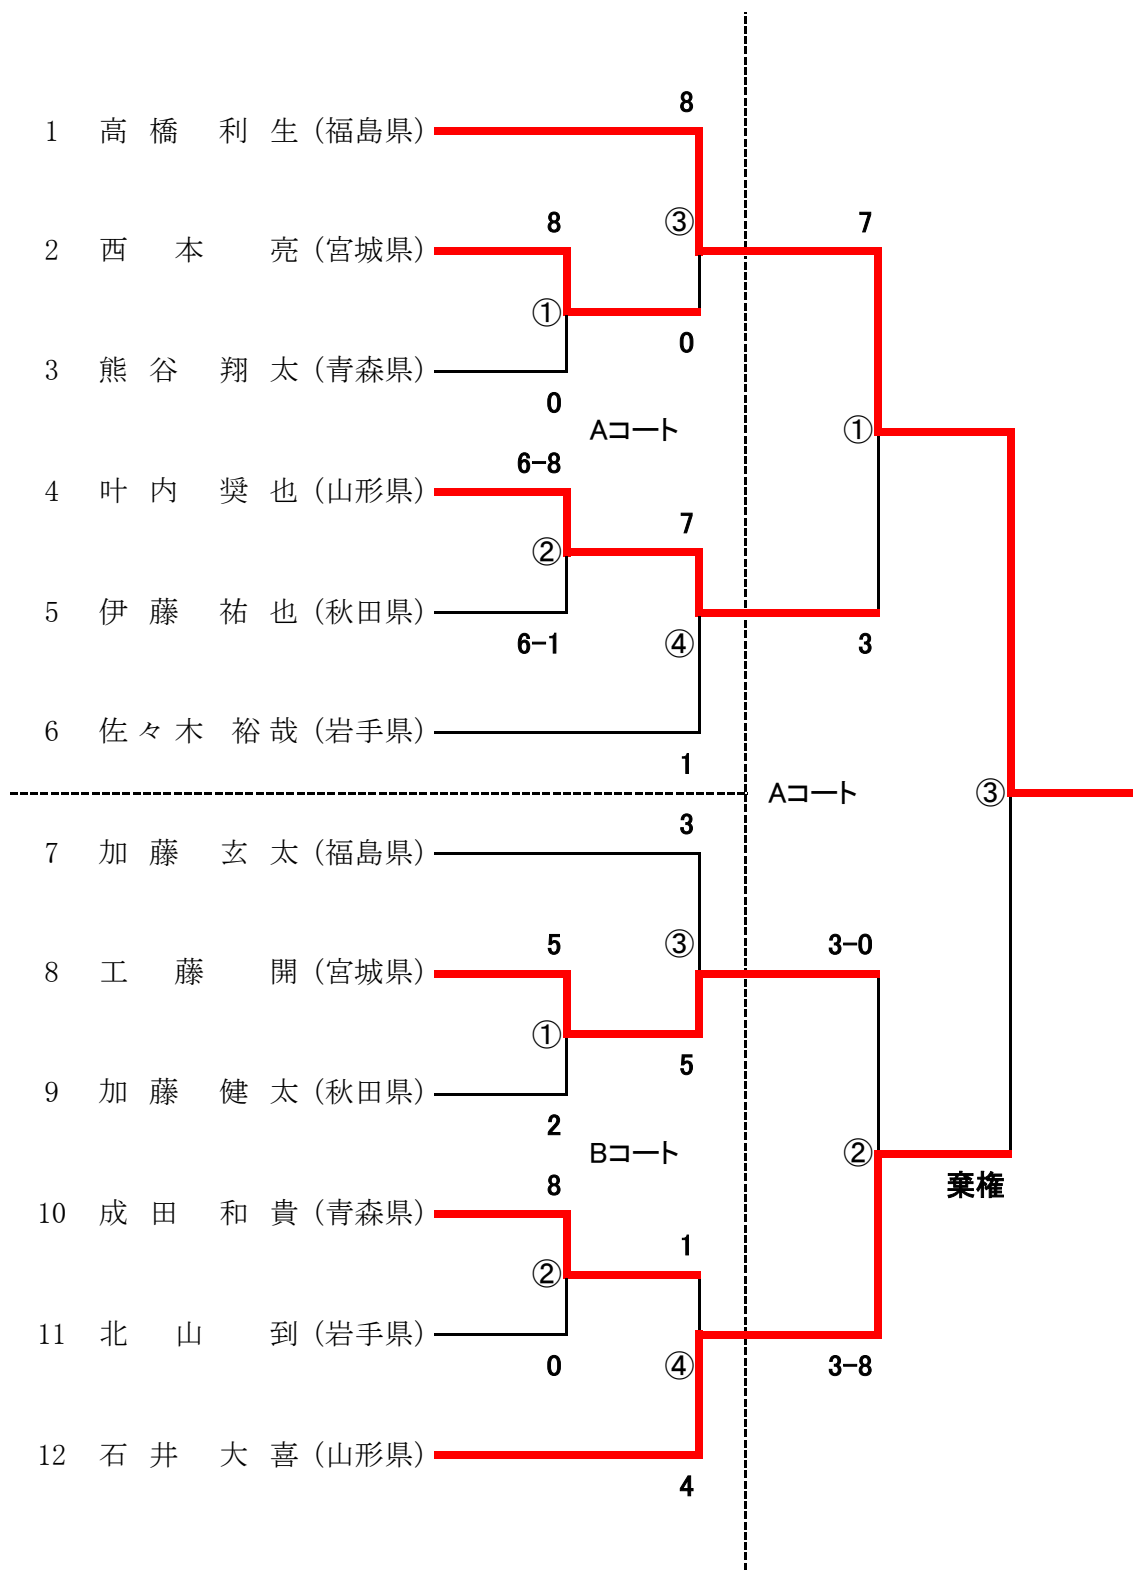 8
1 高橋 利生 (福島県)
③
8 7
2 西本 亮 (宮城県)
①
0
3 熊谷 翔太 (青森県)
0
Aコート ①
6-8
4 叶内 奨也 (山形県)
7
②
5 伊藤 祐也 (秋田県)
6-1 ④ 3
6 佐々木 裕哉 (岩手県)
1
Aコート ③
3
7 加藤 玄太 (福島県)
5 ③ 3-0
8 工藤 開 (宮城県)
①
5
9 加藤 健太 (秋田県)
2
Bコート ②
8 棄権
10 成田 和貴 (青森県)
1
②
11 北山 到 (岩手県)
0 ④ 3-8
12 石井 大喜 (山形県)
4